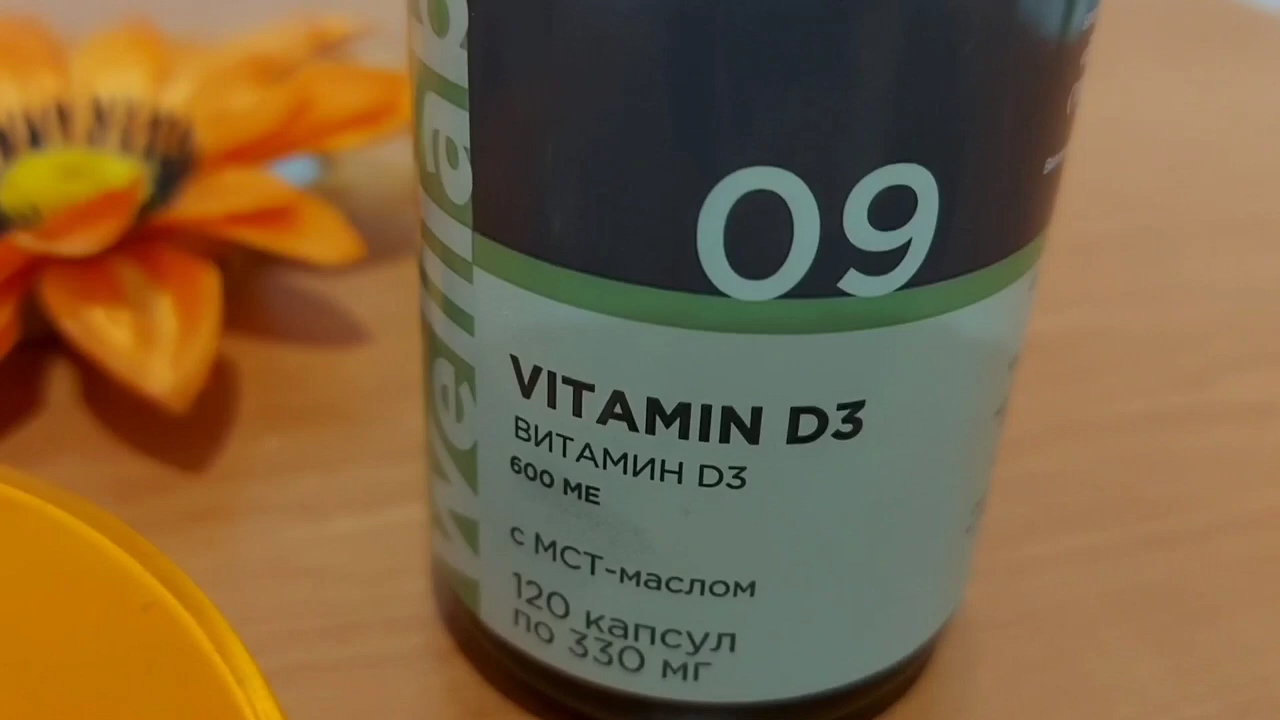 09
VITAMIN D3
ВИТАМИН D3
600 МЕ
с МСТ-маслом
120 капсул
по 330 мг